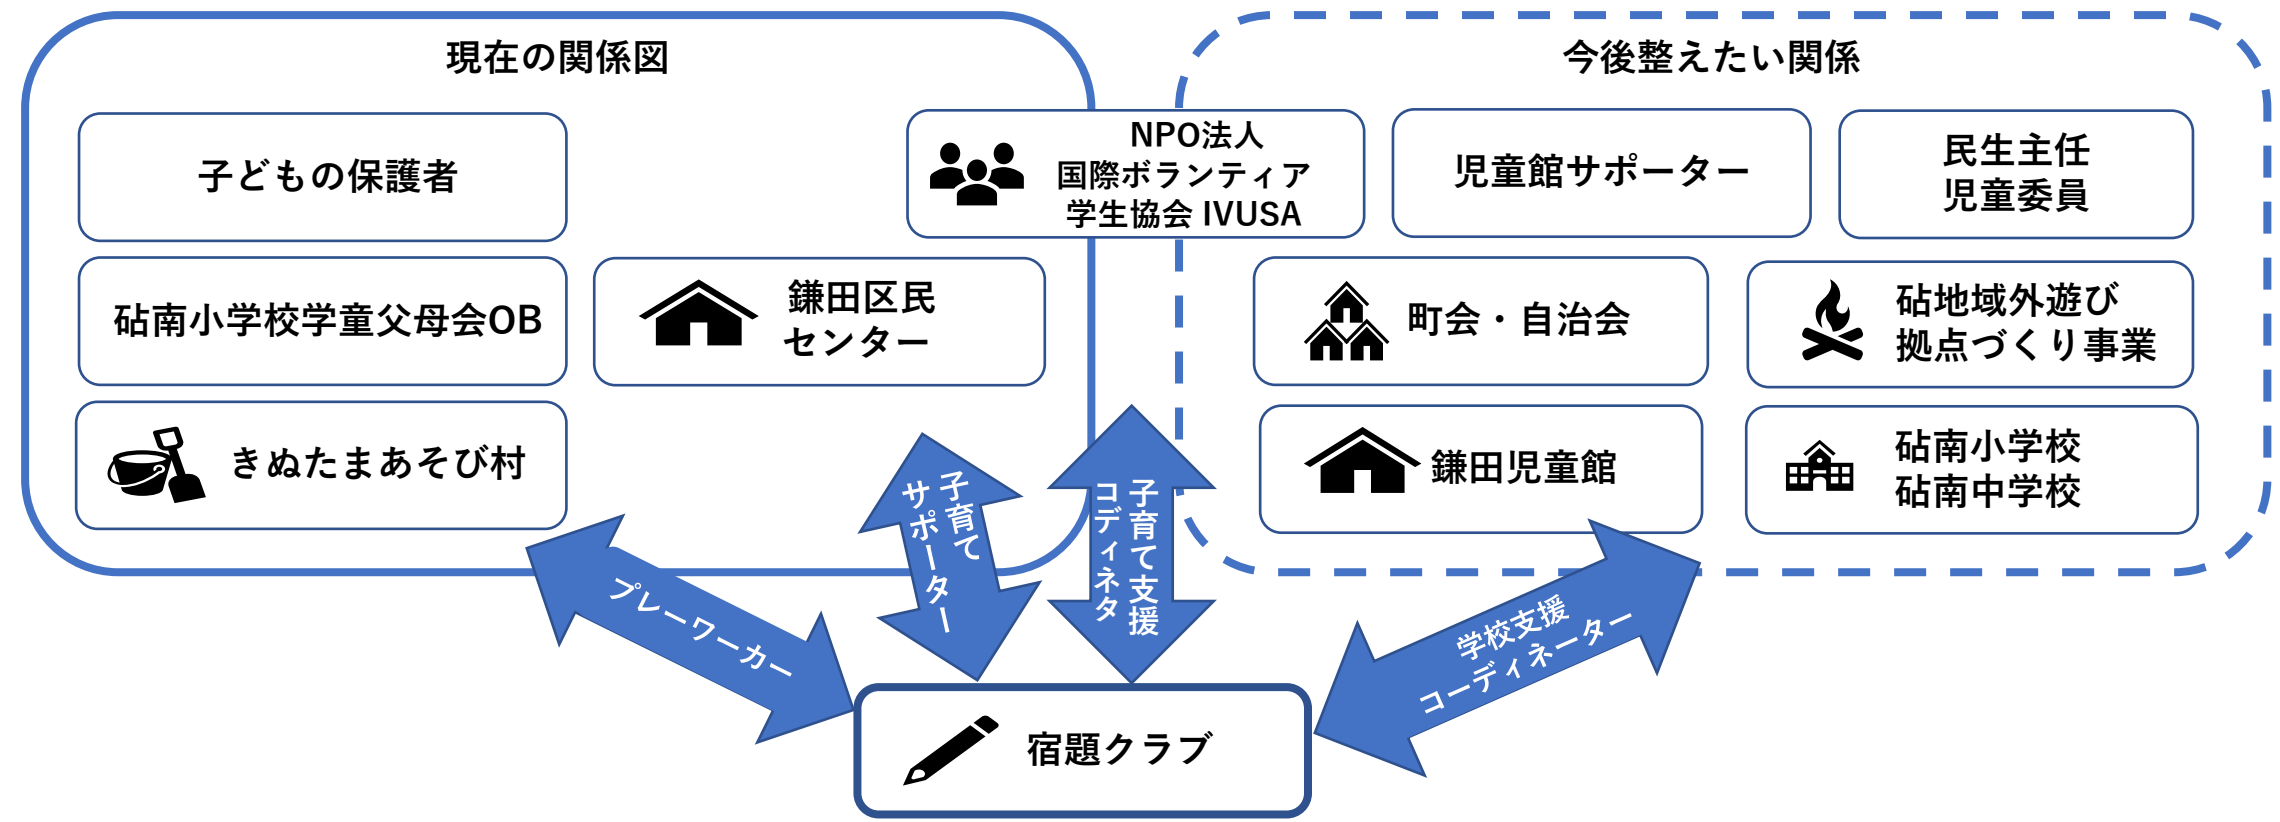 現在の関係図
今後整えたい関係
子どもの保護者
NPO法人
国際ボランティア
学生協会 IVUSA
児童館サポーター
民生主任
児童委員
砧南小学校学童父母会OB
鎌田区民
センター
町会・自治会
砧地域外遊び
拠点づくり事業
きぬたまあそび村
鎌田児童館
砧南小学校
砧南中学校
プレーワーカー
子育て
サポーター
子育て支援
コディネタ
学校支援
コーディネーター
宿題クラブ